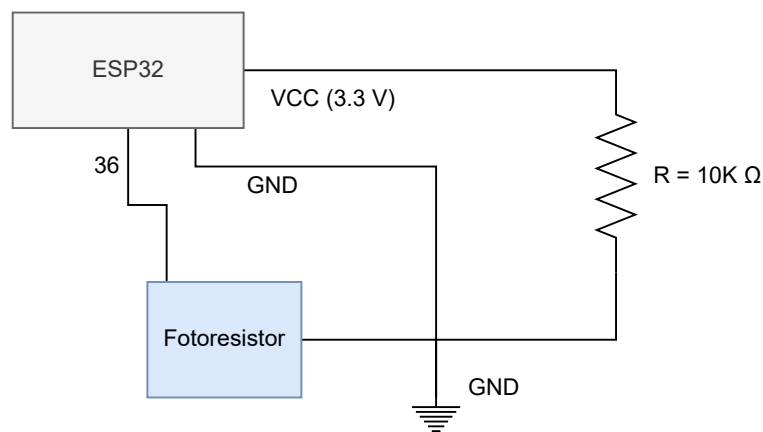 ESP32
VCC (3.3 V)
36
GND
R = 10K Ω
Fotoresistor
GND